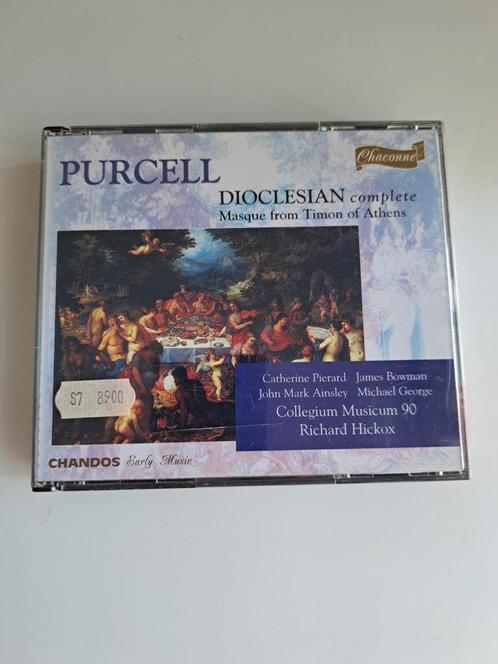 Chaconne
PURCELL
DIOCLESIAN complete
Masque from Timon of Athens
Catherine Pierard James Bowman
John Mark Ainsley Michael George
Collegium Musicum 90
Richard Hickox
S7 8900
CHANDOS Early Music